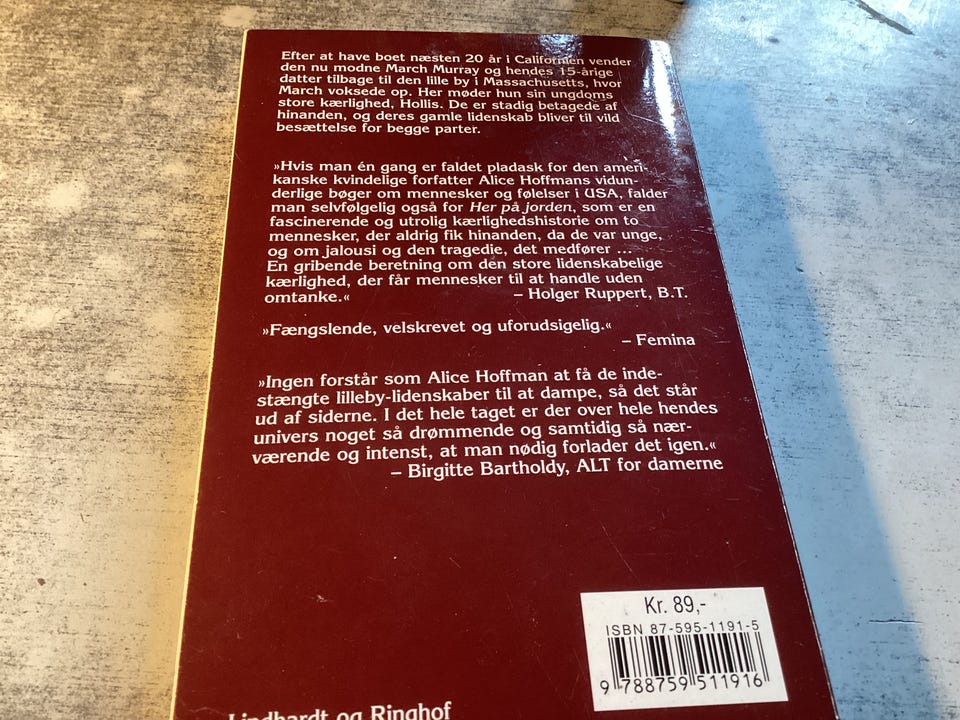 Efter at have boet næsten 20 år i Californien vender
den nu modne March Murray og hendes 15-årige
datter tilbage til den lille by i Massachusetts, hvor
March voksede op. Her møder hun sin ungdoms
store kærlighed, Hollis. De er stadig betagede af
hinanden, og deres gamle lidenskab bliver til vild
besættelse for begge parter.
»Hvis man én gang er faldet pladask for den ameri-
kanske kvindelige forfatter Alice Hoffmans vidun-
derlige bøger om mennesker og følelser i USA, falder
man selvfølgelig også for Her på jorden, som er en
fascinerende og utrolig kærlighedshistorie om to
mennesker, der aldrig fik hinanden, da de var unge,
og om jalousi og den tragedie, det medfører ...
En gribende beretning om den store lidenskabelige
kærlighed, der får mennesker til at handle uden
omtanke.« – Holger Ruppert, B.T.
»Fængslende, velskrevet og uforudsigelig.«
– Femina
»Ingen forstår som Alice Hoffman at få de inde-
stængte lilleby-lidenskaber til at dampe, så det står
ud af siderne. I det hele taget er der over hele hendes
univers noget så drømmende og samtidig så nær-
værende og intenst, at man nødig forlader det igen.«
– Birgitte Bartholdy, ALT for damerne
Kr. 89,-
ISBN 87-595-1191-5
9 788759 511916
Lindhardt og Ringhof